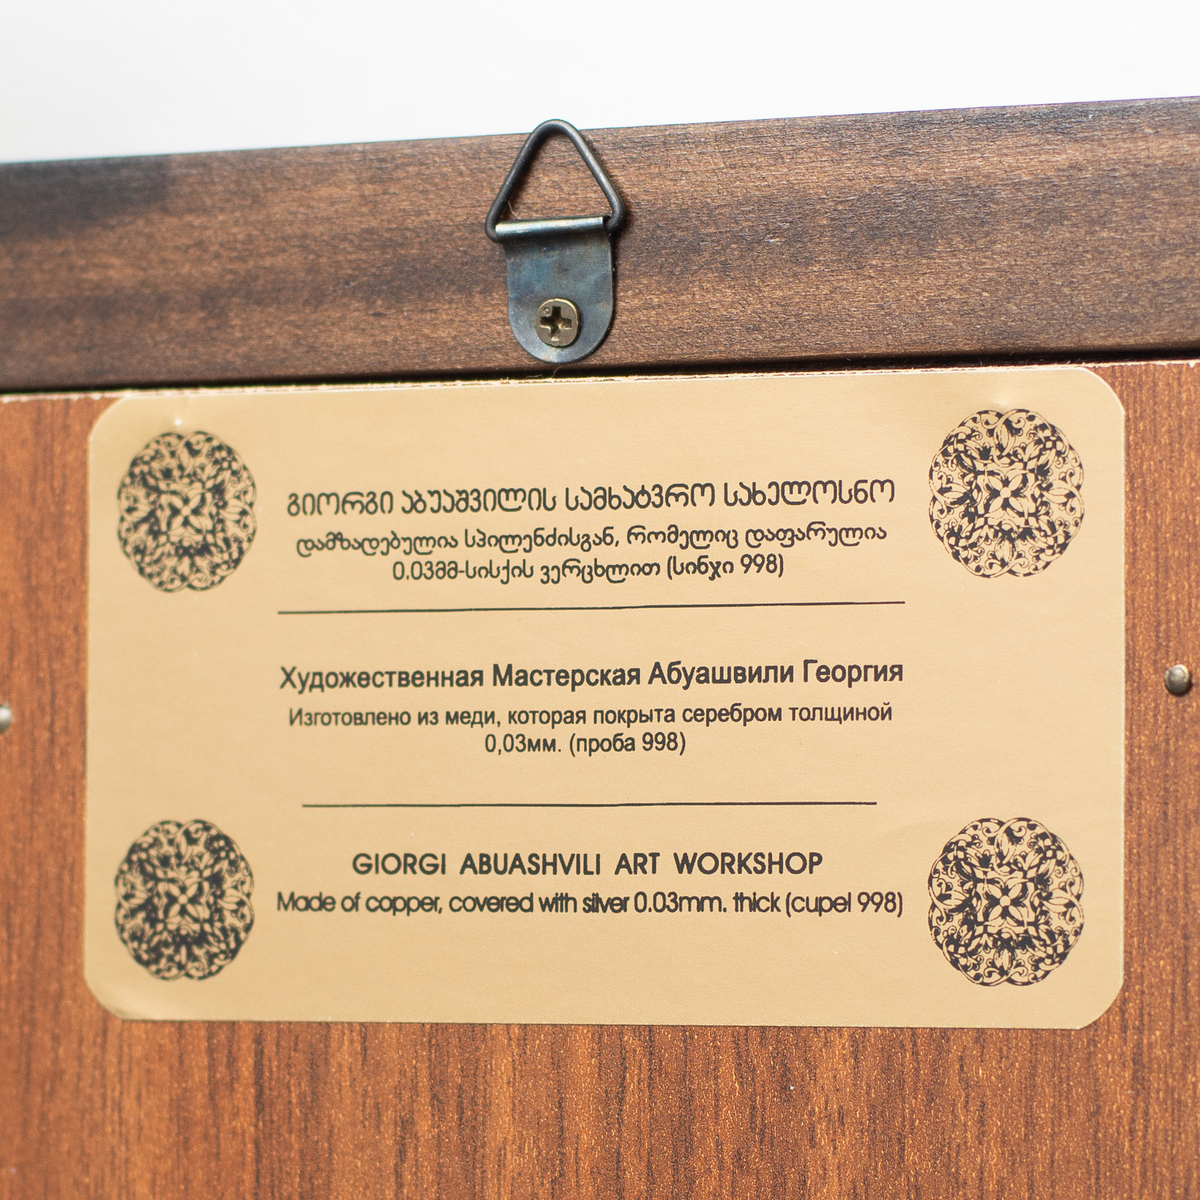 გიორგი აბუაშვილის სამხატვრო სახელოსნო
დამზადებულია სპილენძისგან, რომელიც დაფარულია
0.03მმ-სისქის ვერცხლით (სინჯი 998)
Художественная Мастерская Абуашвили Георгия
Изготовлено из меди, которая покрыта серебром толщиной
0,03мм. (проба 998)
GIORGI ABUASHVILI ART WORKSHOP
Made of copper, covered with silver 0.03mm. thick (cupel 998)